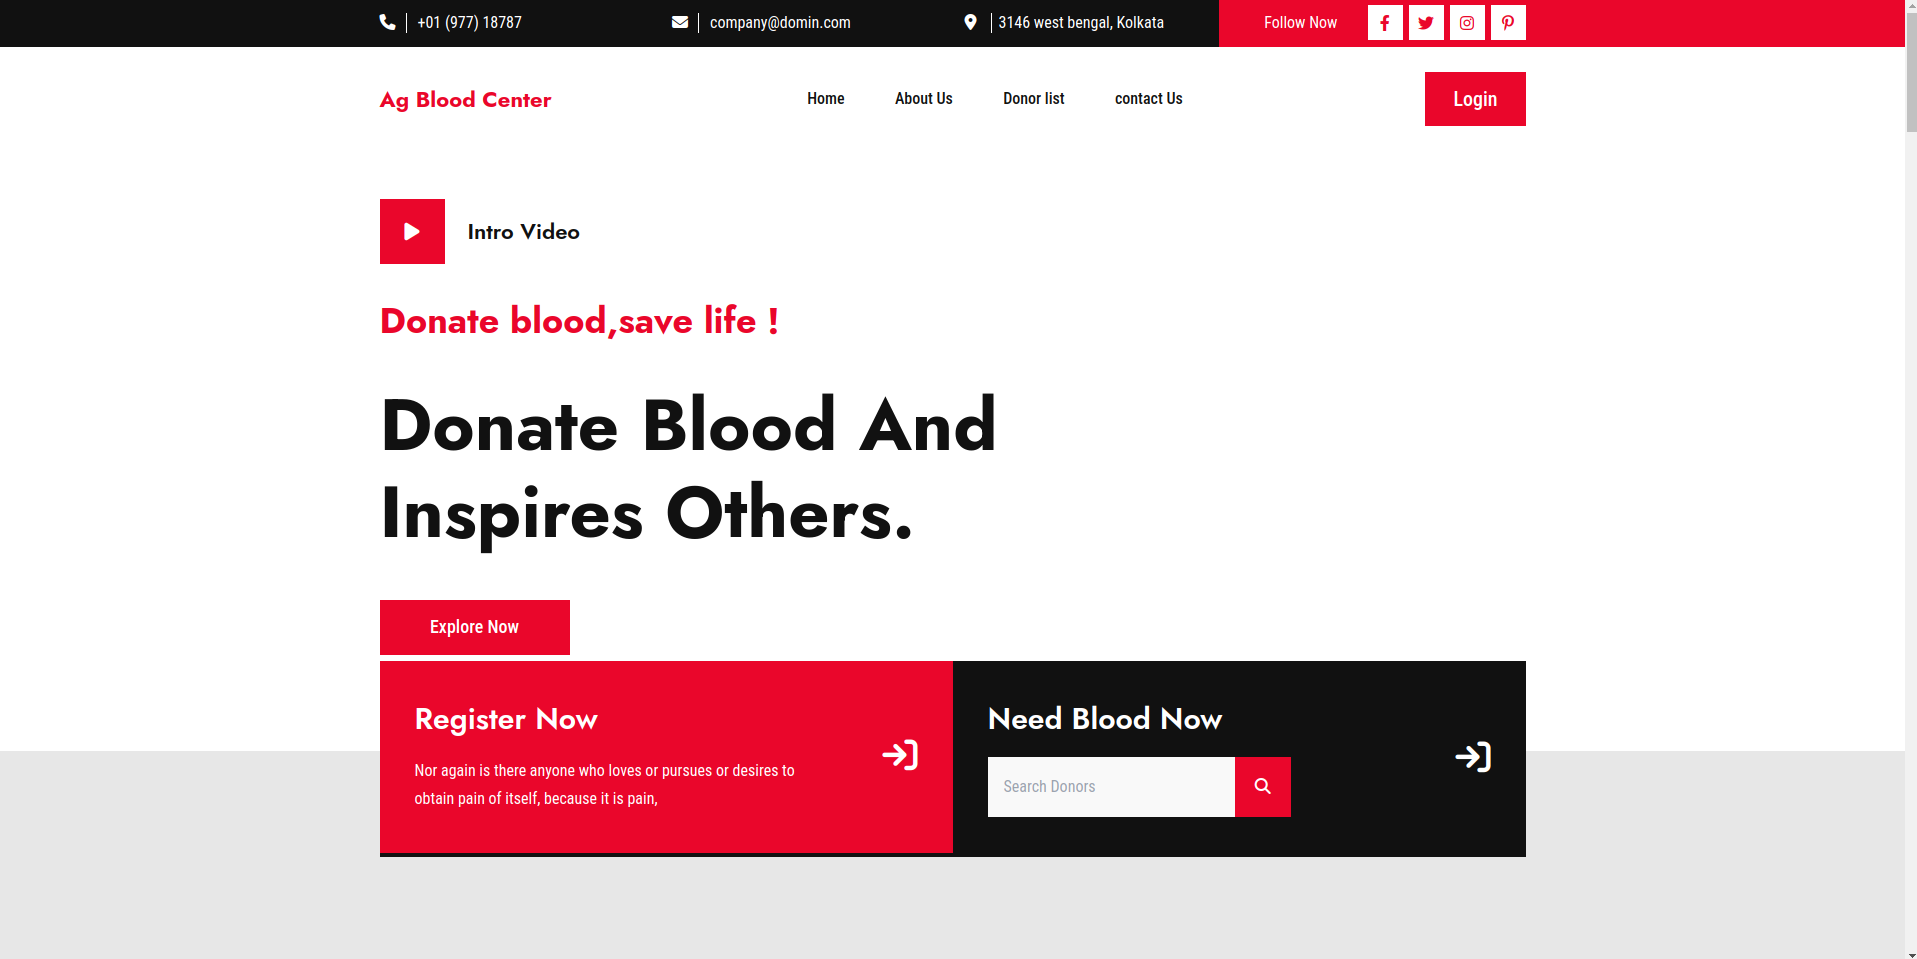 +01 (977) 18787
company@domin.com
3146 west bengal, Kolkata
Follow Now
Ag Blood Center
Home
About Us
Donor list
contact Us
Login
Intro Video
Donate blood,save life !
Donate Blood And
Inspires Others.
Explore Now
Register Now
Nor again is there anyone who loves or pursues or desires to
obtain pain of itself, because it is pain,
Need Blood Now
Search Donors